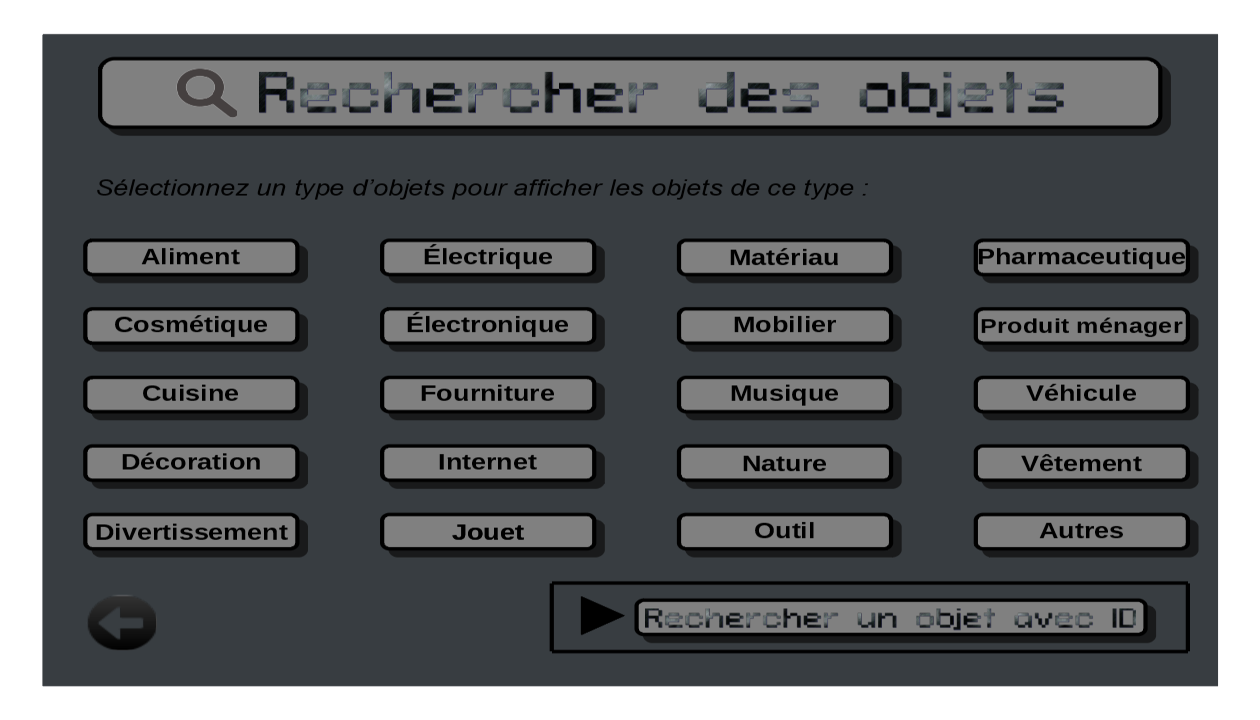 Rechercher des objets
Sélectionnez un type d’objets pour afficher les objets de ce type :
Aliment Électrique Matériau Pharmaceutique
Cosmétique Électronique Mobilier Produit ménager
Cuisine Fourniture Musique Véhicule
Décoration Internet Nature Vêtement
Divertissement Jouet Outil Autres
Rechercher un objet avec ID